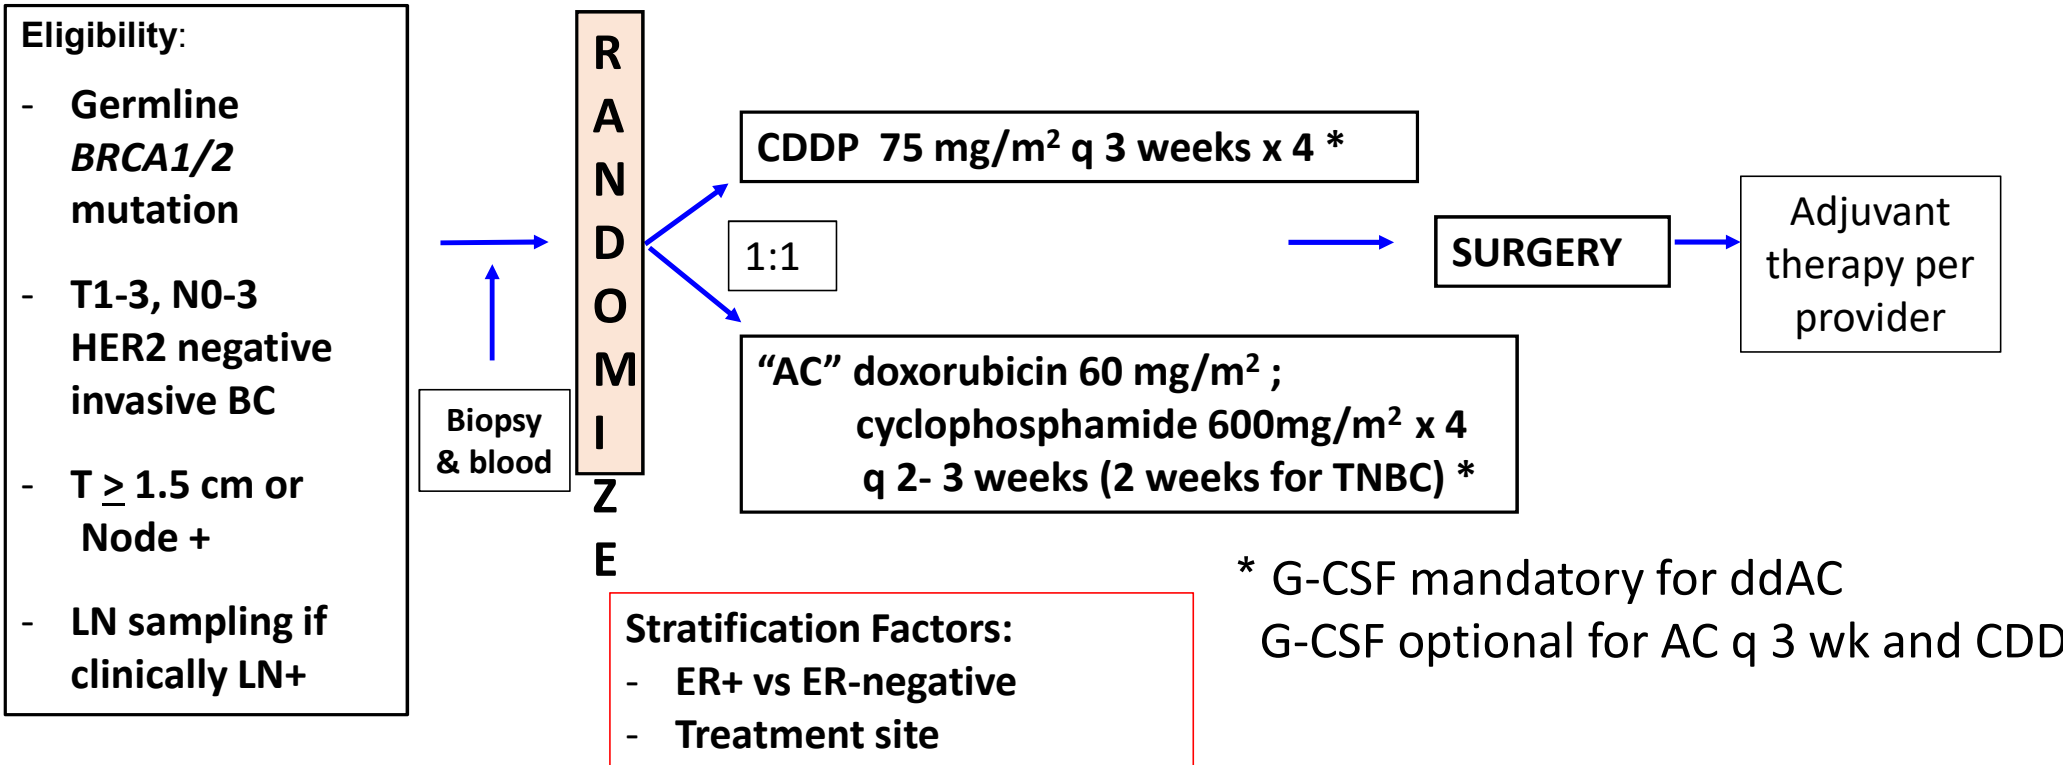 Eligibility:
- Germline
BRCA1/2
mutation
- T1-3, N0-3
HER2 negative
invasive BC
- T ≥ 1.5 cm or
Node +
- LN sampling if
clinically LN+
Biopsy
& blood
R
A
N
D
O
M
I
Z
E
1:1
CDDP 75 mg/m² q 3 weeks x 4 *
“AC” doxorubicin 60 mg/m² ;
cyclophosphamide 600mg/m² x 4
q 2- 3 weeks (2 weeks for TNBC) *
SURGERY
Adjuvant
therapy per
provider
Stratification Factors:
- ER+ vs ER-negative
- Treatment site
* G-CSF mandatory for ddAC
G-CSF optional for AC q 3 wk and CDD